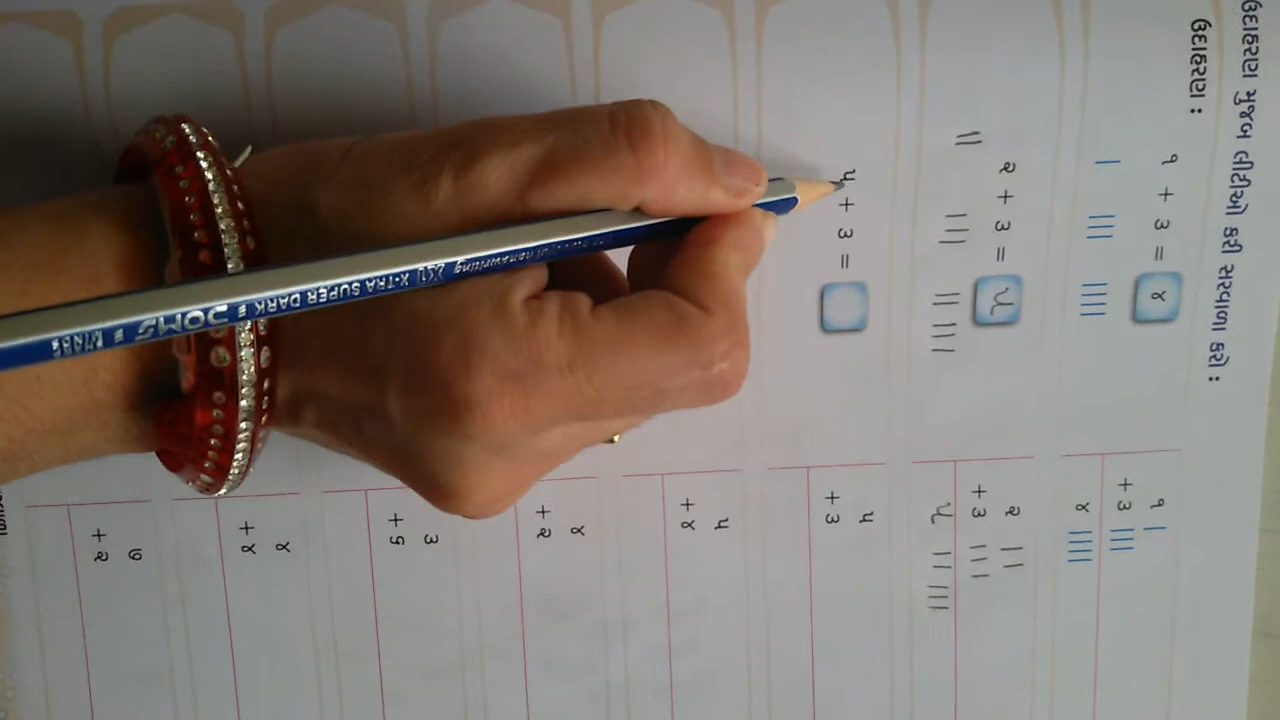 ઉદાહરણ મુજબ લીટીઓ કરી સરવાળા કરો :
ઉદાહરણ :
૧ + ૩ = ૪
| ||| ||||
૧ |
+ ૩ |||
૪ ||||
૨ + ૩ = ૫
|| ||| || |||
૨ ||
+ ૩ |||
૫ || |||
૫ + ૩ =
૫
+ ૩
૫
+ ૪
૪
+ ૨
૩
+ ૬
૪
+ ૪
૭
+ ૨
DOMS X-TRA SUPER DARK